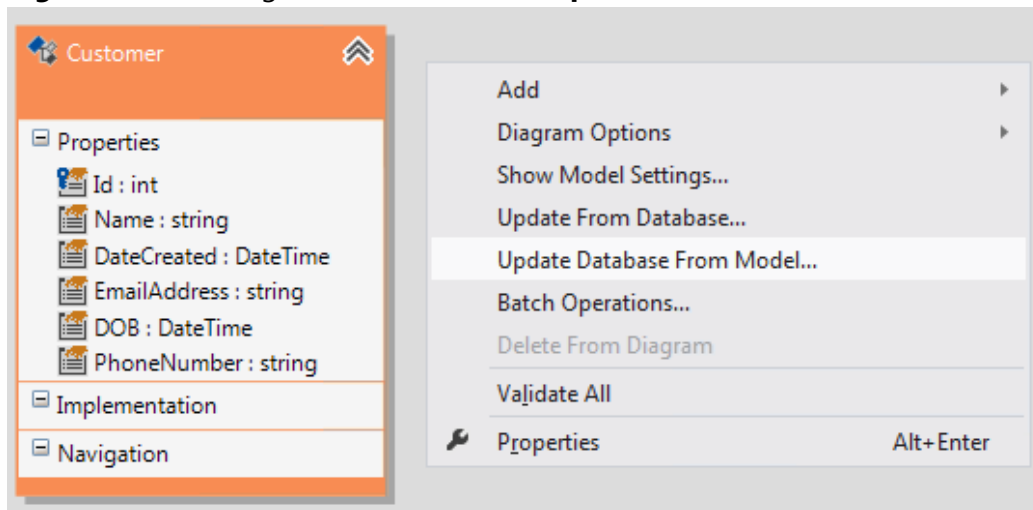 Customer
Properties
Id : int
Name : string
DateCreated : DateTime
EmailAddress : string
DOB : DateTime
PhoneNumber : string
Implementation
Navigation
Add
Diagram Options
Show Model Settings...
Update From Database...
Update Database From Model...
Batch Operations...
Delete From Diagram
Validate All
Properties Alt+Enter